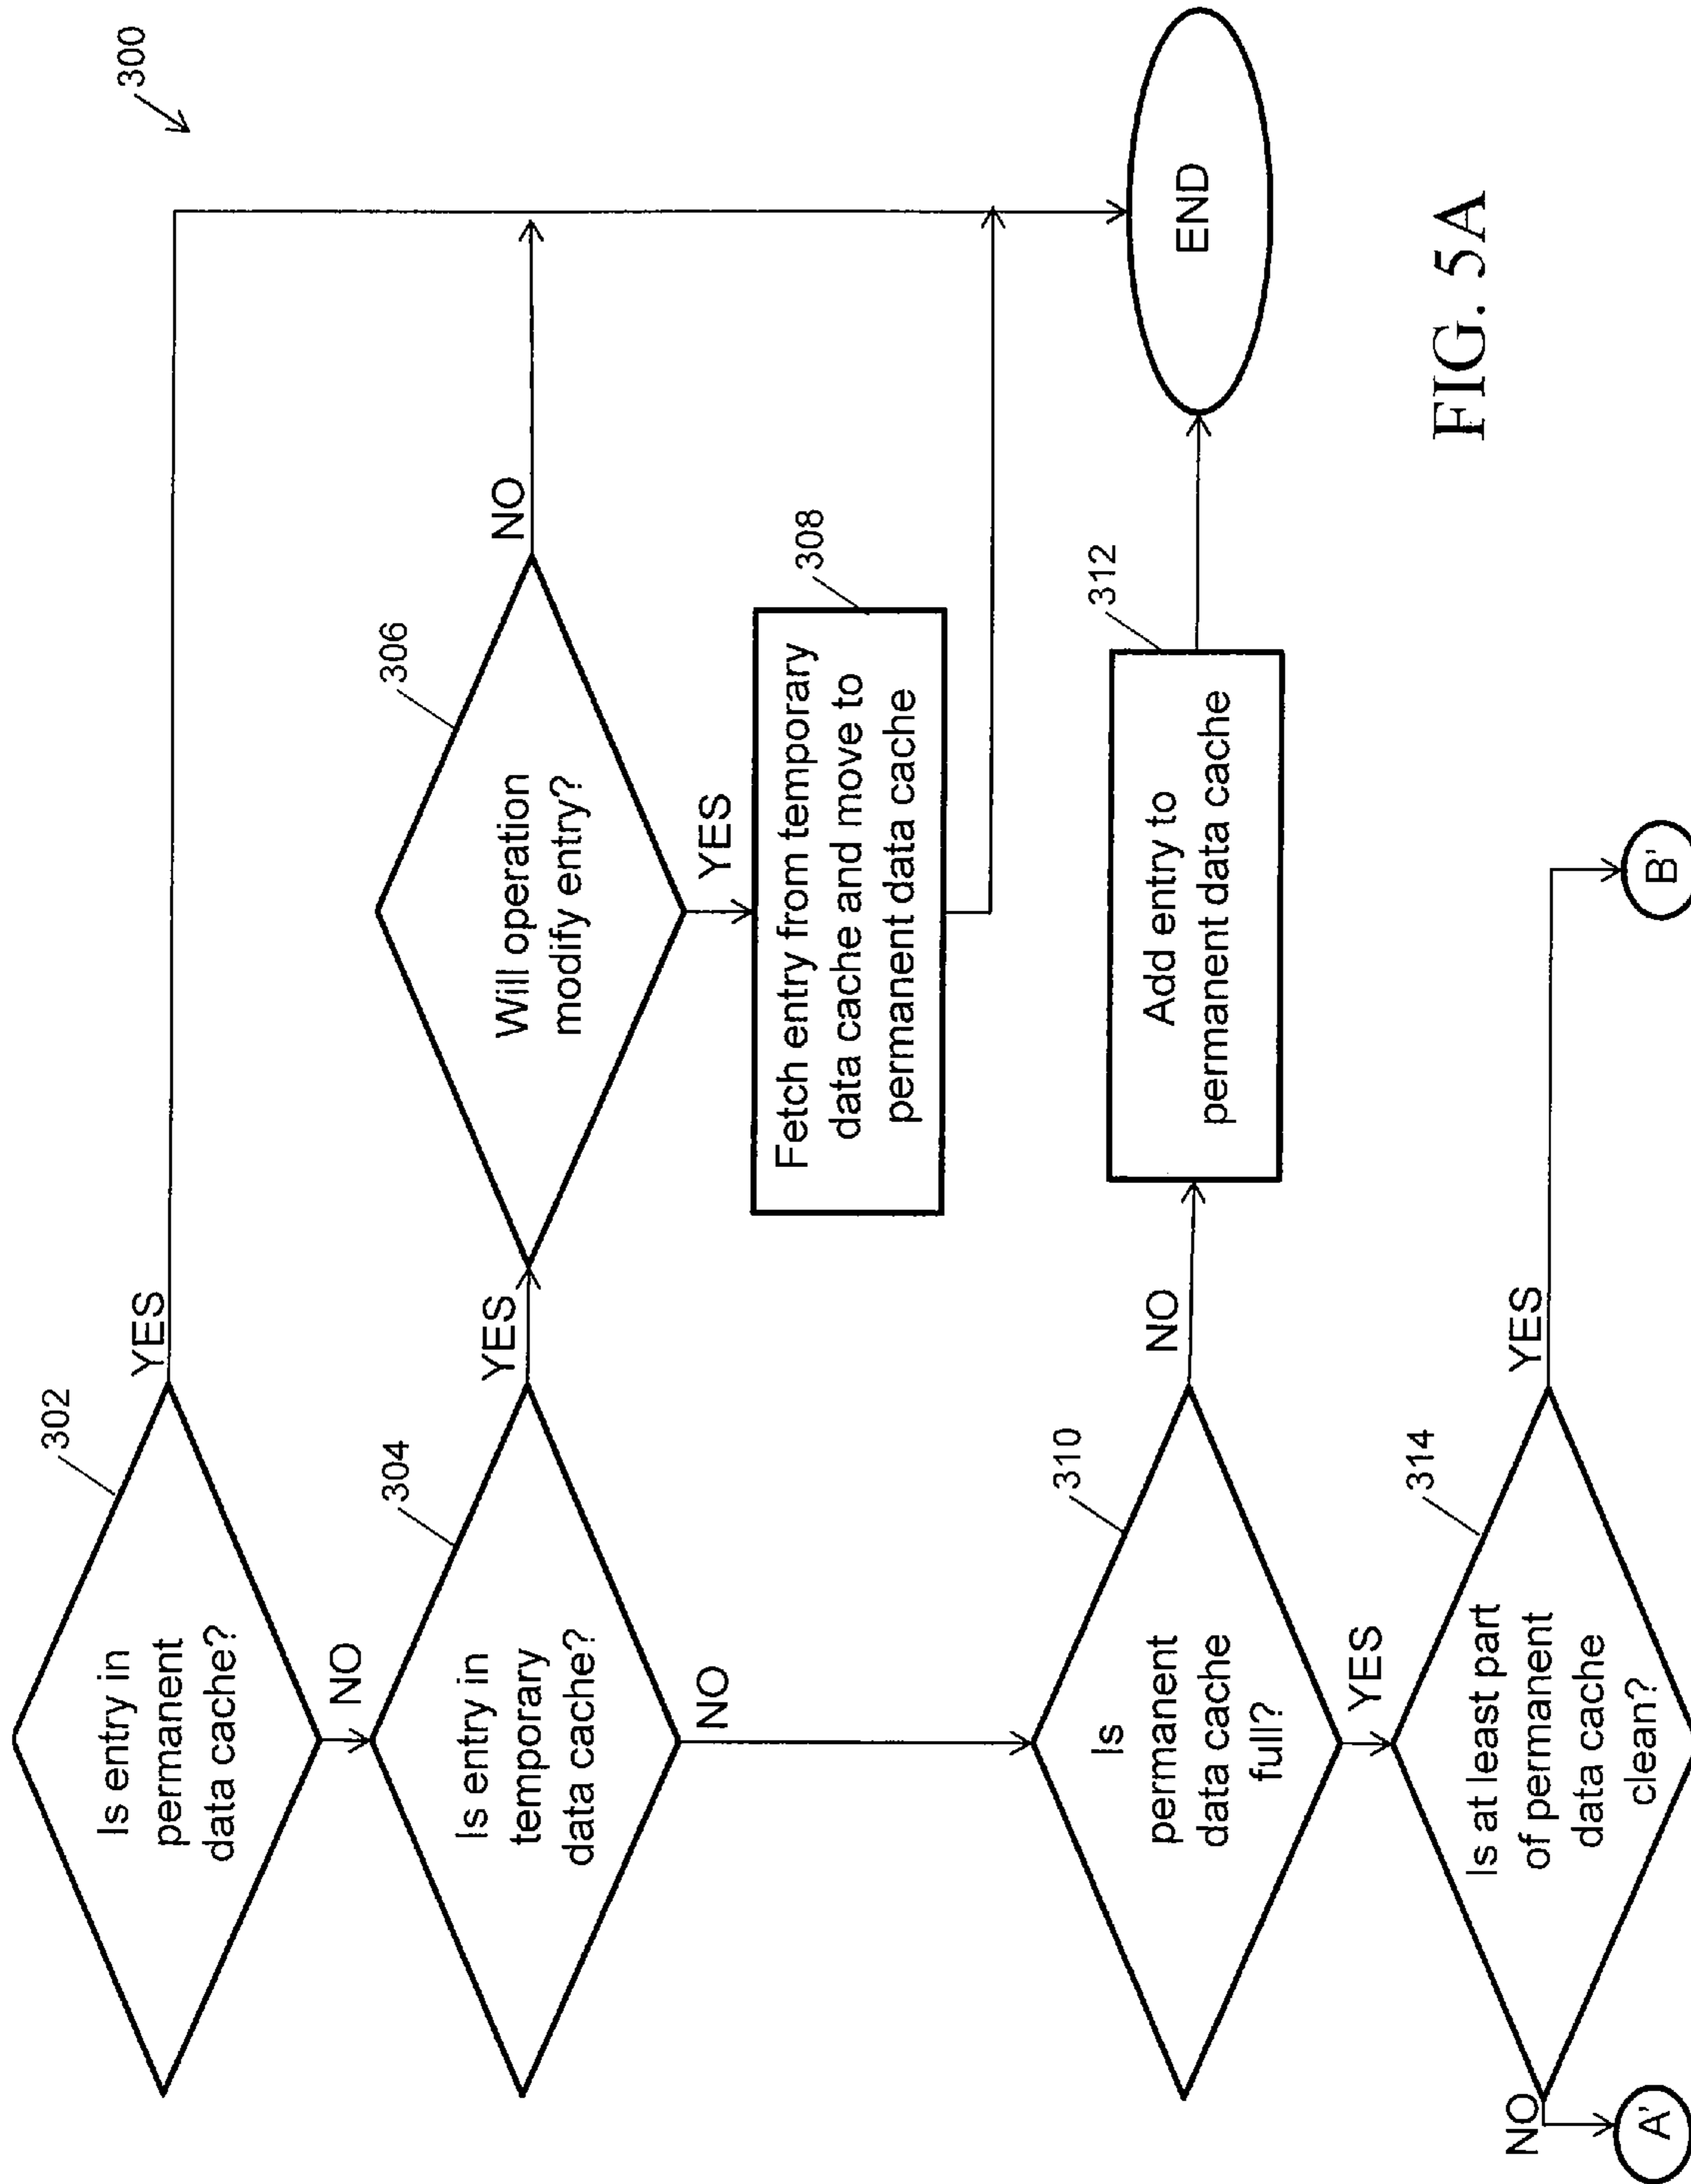 300
302
Is entry in
permanent
data cache?
YES
NO
304
Is entry in
temporary
data cache?
YES
NO
306
Will operation
modify entry?
NO
YES
308
Fetch entry from temporary
data cache and move to
permanent data cache
310
Is
permanent
data cache
full?
NO
YES
312
Add entry to
permanent data cache
END
314
Is at least part
of permanent
data cache
clean?
NO
YES
A'
B'
FIG. 5A